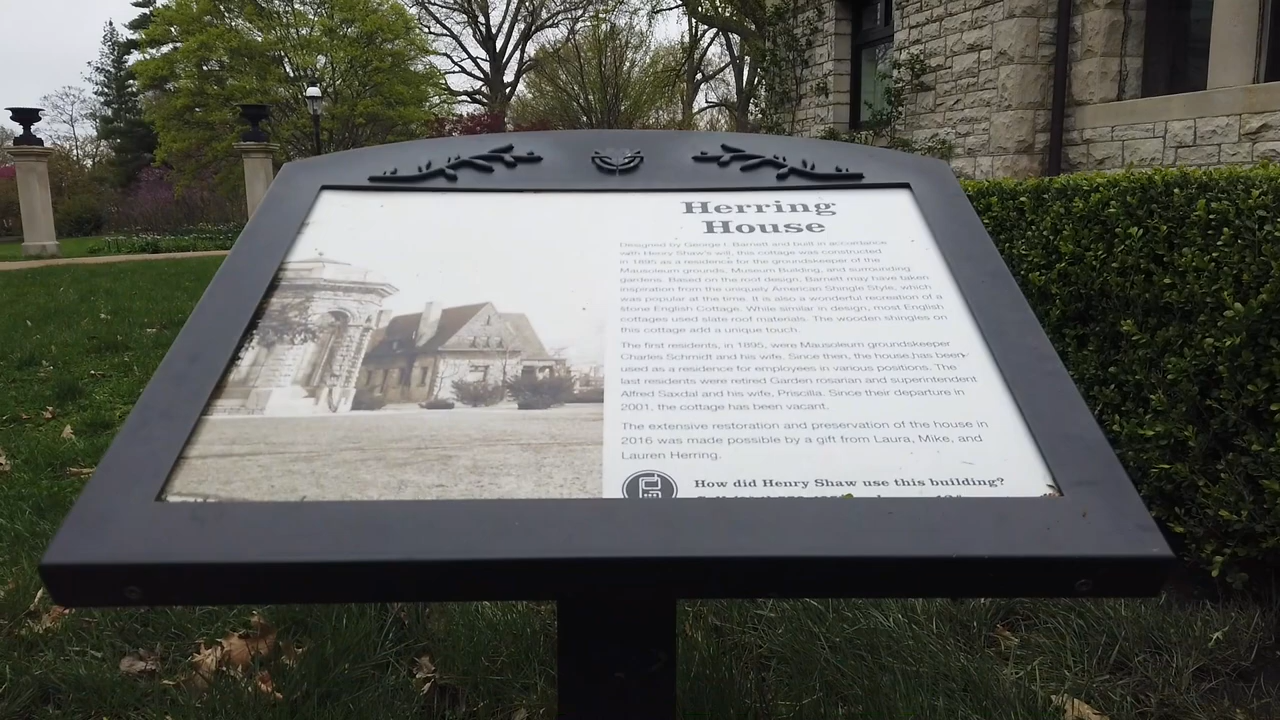 Herring
House
Designed by George I. Barnett and built in accordance
with Henry Shaw's will, this cottage was constructed
in 1895 as a residence for the groundskeeper of the
Mausoleum grounds, Museum Building, and surrounding
gardens. Based on the roof design, Barnett may have taken
inspiration from the uniquely American Shingle Style, which
was popular at the time. It is also a wonderful recreation of a
stone English Cottage. While similar in design, most English
cottages used slate roof materials. The wooden shingles on
this cottage add a unique touch.
The first residents, in 1895, were Mausoleum groundskeeper
Charles Schmidt and his wife. Since then, the house has been
used as a residence for employees in various positions. The
last residents were retired Garden rosarian and superintendent
Alfred Saxdal and his wife, Priscilla. Since their departure in
2001, the cottage has been vacant.
The extensive restoration and preservation of the house in
2016 was made possible by a gift from Laura, Mike, and
Lauren Herring.
How did Henry Shaw use this building?